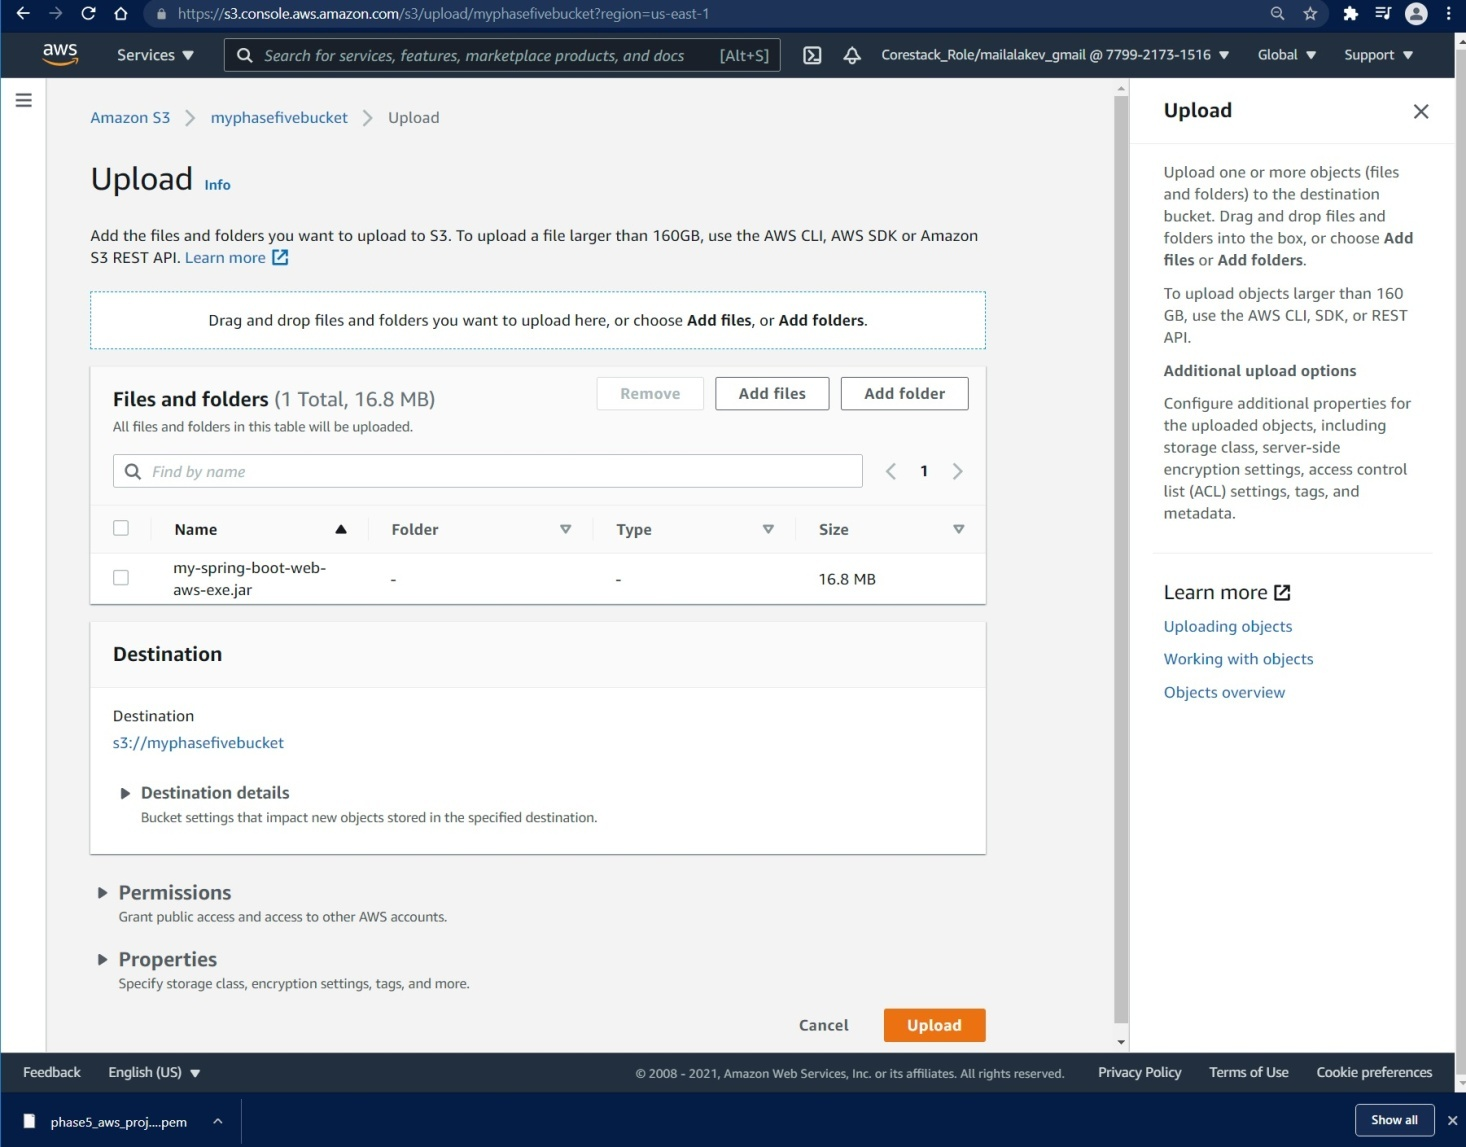 https://s3.console.aws.amazon.com/s3/upload/myphasefivebucket?region=us-east-1
aws Services Search for services, features, marketplace products, and docs [Alt+S] Corestack_Role/mailalakev_gmail @ 7799-2173-1516 Global Support
Amazon S3 myphasefivebucket Upload
Upload Info
Add the files and folders you want to upload to S3. To upload a file larger than 160GB, use the AWS CLI, AWS SDK or Amazon
S3 REST API. Learn more
Drag and drop files and folders you want to upload here, or choose Add files, or Add folders.
Files and folders (1 Total, 16.8 MB) Remove Add files Add folder
All files and folders in this table will be uploaded.
Find by name 1
Name Folder Type Size
my-spring-boot-web-
aws-exe.jar - - 16.8 MB
Destination
Destination
s3://myphasefivebucket
Destination details
Bucket settings that impact new objects stored in the specified destination.
Permissions
Grant public access and access to other AWS accounts.
Properties
Specify storage class, encryption settings, tags, and more.
Cancel Upload
Upload
Upload one or more objects (files
and folders) to the destination
bucket. Drag and drop files and
folders into the box, or choose Add
files or Add folders.
To upload objects larger than 160
GB, use the AWS CLI, SDK, or REST
API.
Additional upload options
Configure additional properties for
the uploaded objects, including
storage class, server-side
encryption settings, access control
list (ACL) settings, tags, and
metadata.
Learn more
Uploading objects
Working with objects
Objects overview
Feedback English (US) © 2008 - 2021, Amazon Web Services, Inc. or its affiliates. All rights reserved. Privacy Policy Terms of Use Cookie preferences
phase5_aws_proj....pem Show all